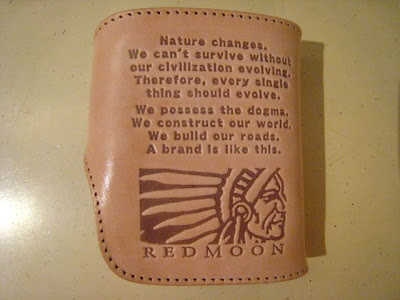 Nature changes.
We can't survive without
our civilization evolving.
Therefore, every single
thing should evolve.
We possess the dogma.
We construct our world.
We build our roads.
A brand is like this.
REDMOON